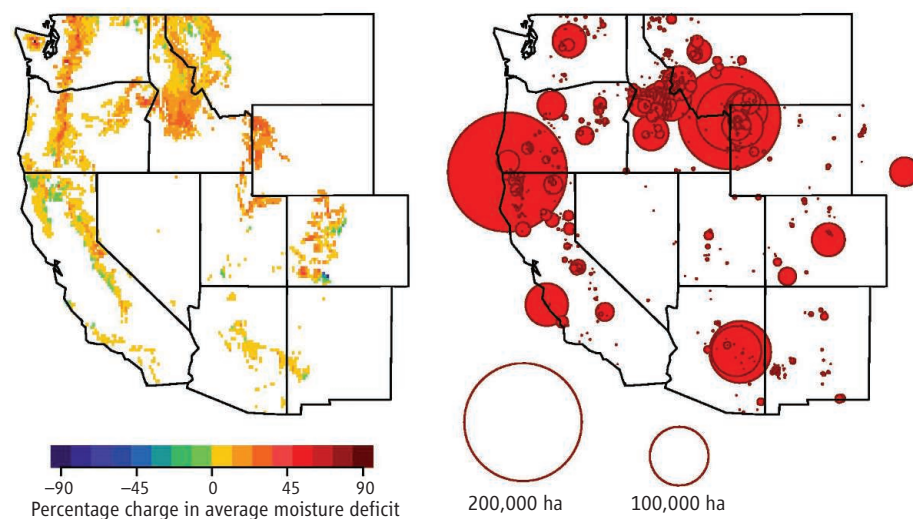 −90 −45 0 45 90
Percentage charge in average moisture deficit
200,000 ha
100,000 ha